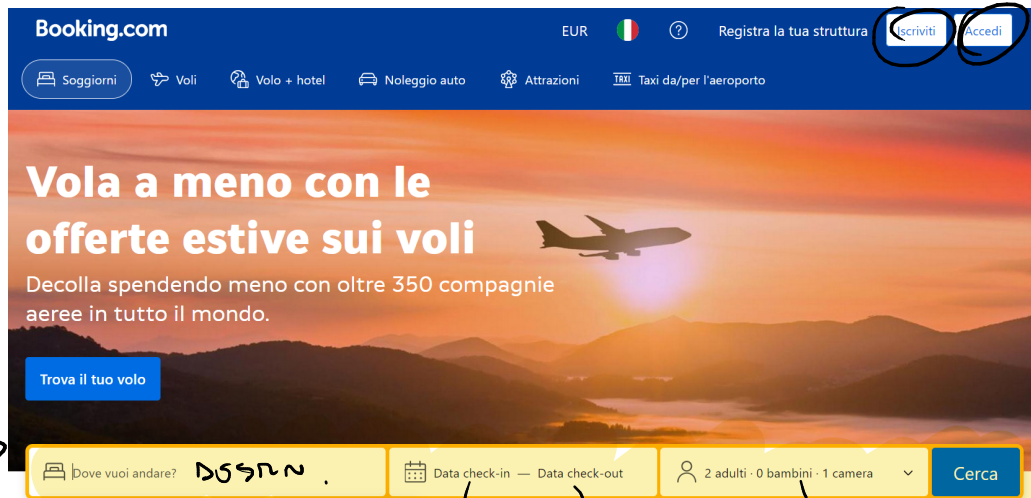 Booking.com
EUR
Registra la tua struttura
Iscriviti
Accedi
Soggiorni
Voli
Volo + hotel
Noleggio auto
Attrazioni
TAXI
Taxi da/per l'aeroporto
Vola a meno con le
offerte estive sui voli
Decolla spendendo meno con oltre 350 compagnie
aeree in tutto il mondo.
Trova il tuo volo
Dove vuoi andare?
Data check-in — Data check-out
2 adulti · 0 bambini · 1 camera
Cerca